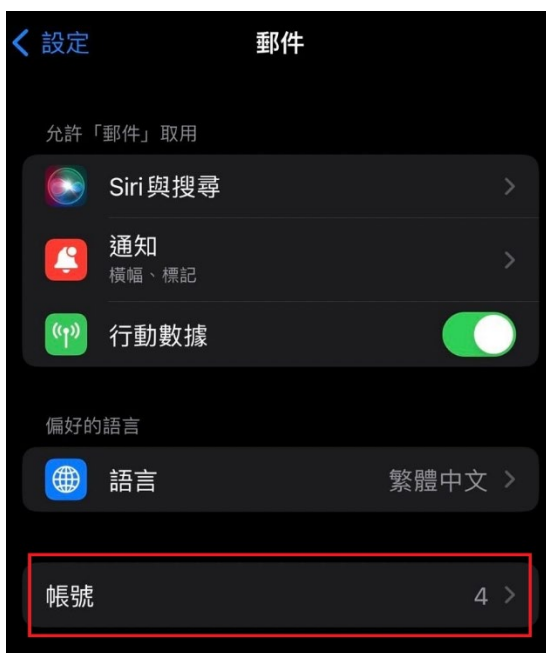 設定
郵件
允許「郵件」取用
Siri與搜尋
通知
橫幅、標記
行動數據
偏好的語言
語言
繁體中文
帳號
4